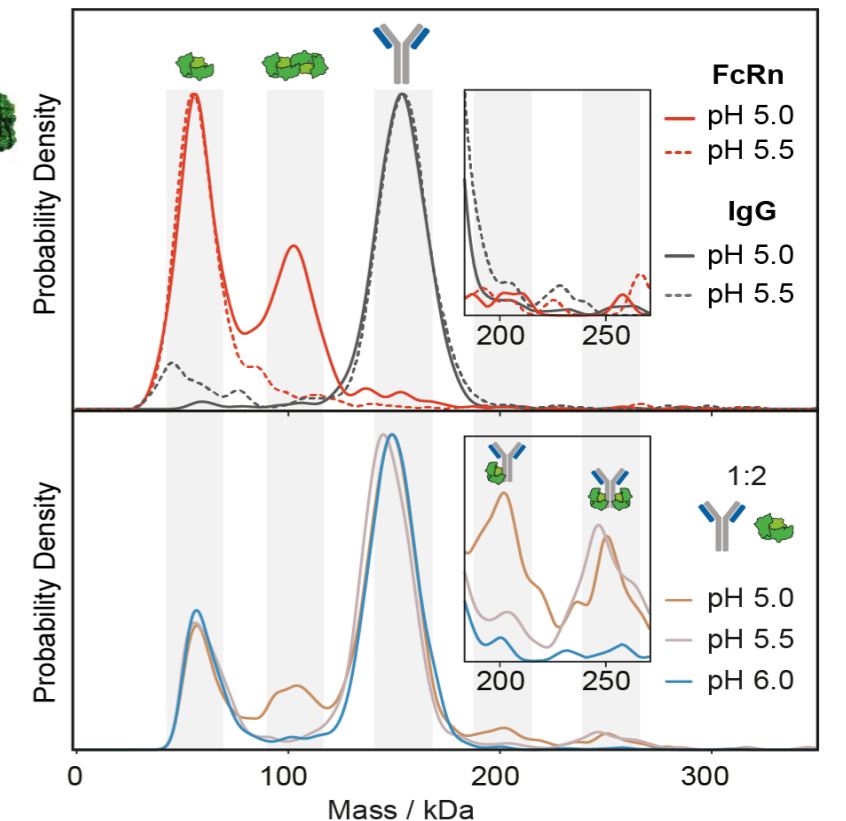 FcRn
pH 5.0
pH 5.5
IgG
pH 5.0
pH 5.5
Probability Density
200 250
1:2
pH 5.0
pH 5.5
pH 6.0
Probability Density
200 250
0 100 200 300
Mass / kDa